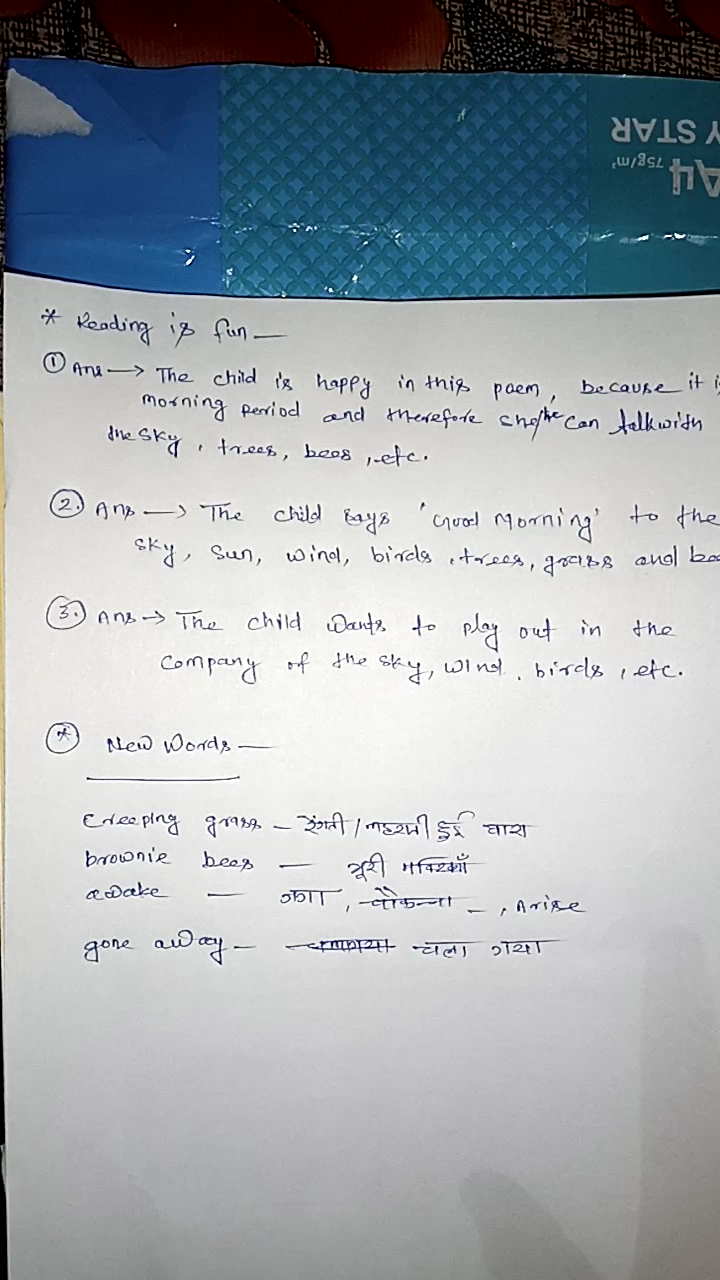 Y STAR
A4 75g/m²
* Reading is fun —
① Ans → The child is happy in this poem, because it i
morning period and therefore she/he can talk with
the sky, trees, bees, etc.
②. Ans → The child says 'Good Morning' to the
sky, Sun, wind, birds, trees, grass and be
③. Ans → The child wants to play out in the
company of the sky, wind, birds, etc.
* New Words —
Creeping grass — रेंगती / लहराती हुई घास
brownie bees — भूरी मक्खियाँ
awake — जगा, चौकन्ना —, Arise
gone away — चला गया